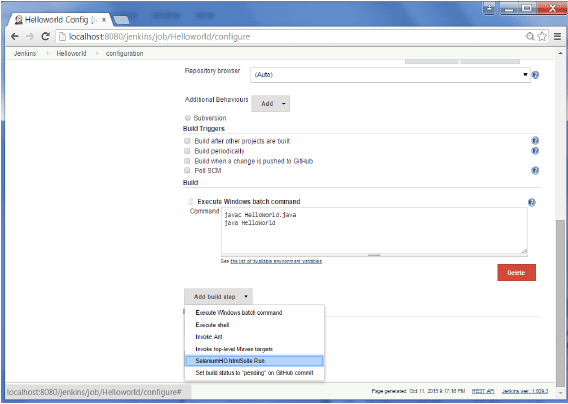 Helloworld Config [J
localhost:8080/jenkins/job/Helloworld/configure
Jenkins Helloworld configuration
Repository browser (Auto)
Additional Behaviours Add
Subversion
Build Triggers
Build after other projects are built
Build periodically
Build when a change is pushed to GitHub
Poll SCM
Build
Execute Windows batch command
Command
javac HelloWorld.java
java HelloWorld
See the list of available environment variables
Delete
Add build step
Execute Windows batch command
Execute shell
Invoke Ant
Invoke top-level Maven targets
SeleniumHQ htmlSuite Run
Set build status to "pending" on GitHub commit
localhost:8080/jenkins/job/Helloworld/configure#
Page generated: Oct 11, 2015 9:17:16 PM REST API Jenkins ver. 1.609.3